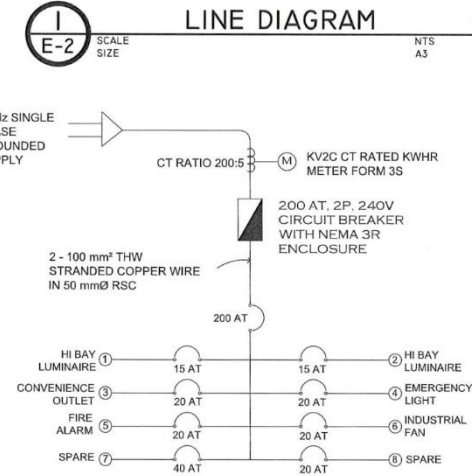 1
E-2
LINE DIAGRAM
SCALE
SIZE
NTS
A3
Hz SINGLE
CT RATIO 200:5
M
KV2C CT RATED KWHR
METER FORM 3S
200 AT, 2P, 240V
CIRCUIT BREAKER
WITH NEMA 3R
ENCLOSURE
2 - 100 mm² THW
STRANDED COPPER WIRE
IN 50 mmØ RSC
200 AT
HI BAY
LUMINAIRE
1
15 AT
15 AT
2
HI BAY
LUMINAIRE
CONVENIENCE
OUTLET
3
20 AT
20 AT
4
EMERGENCY
LIGHT
FIRE
ALARM
5
20 AT
20 AT
6
INDUSTRIAL
FAN
SPARE
7
40 AT
20 AT
8
SPARE